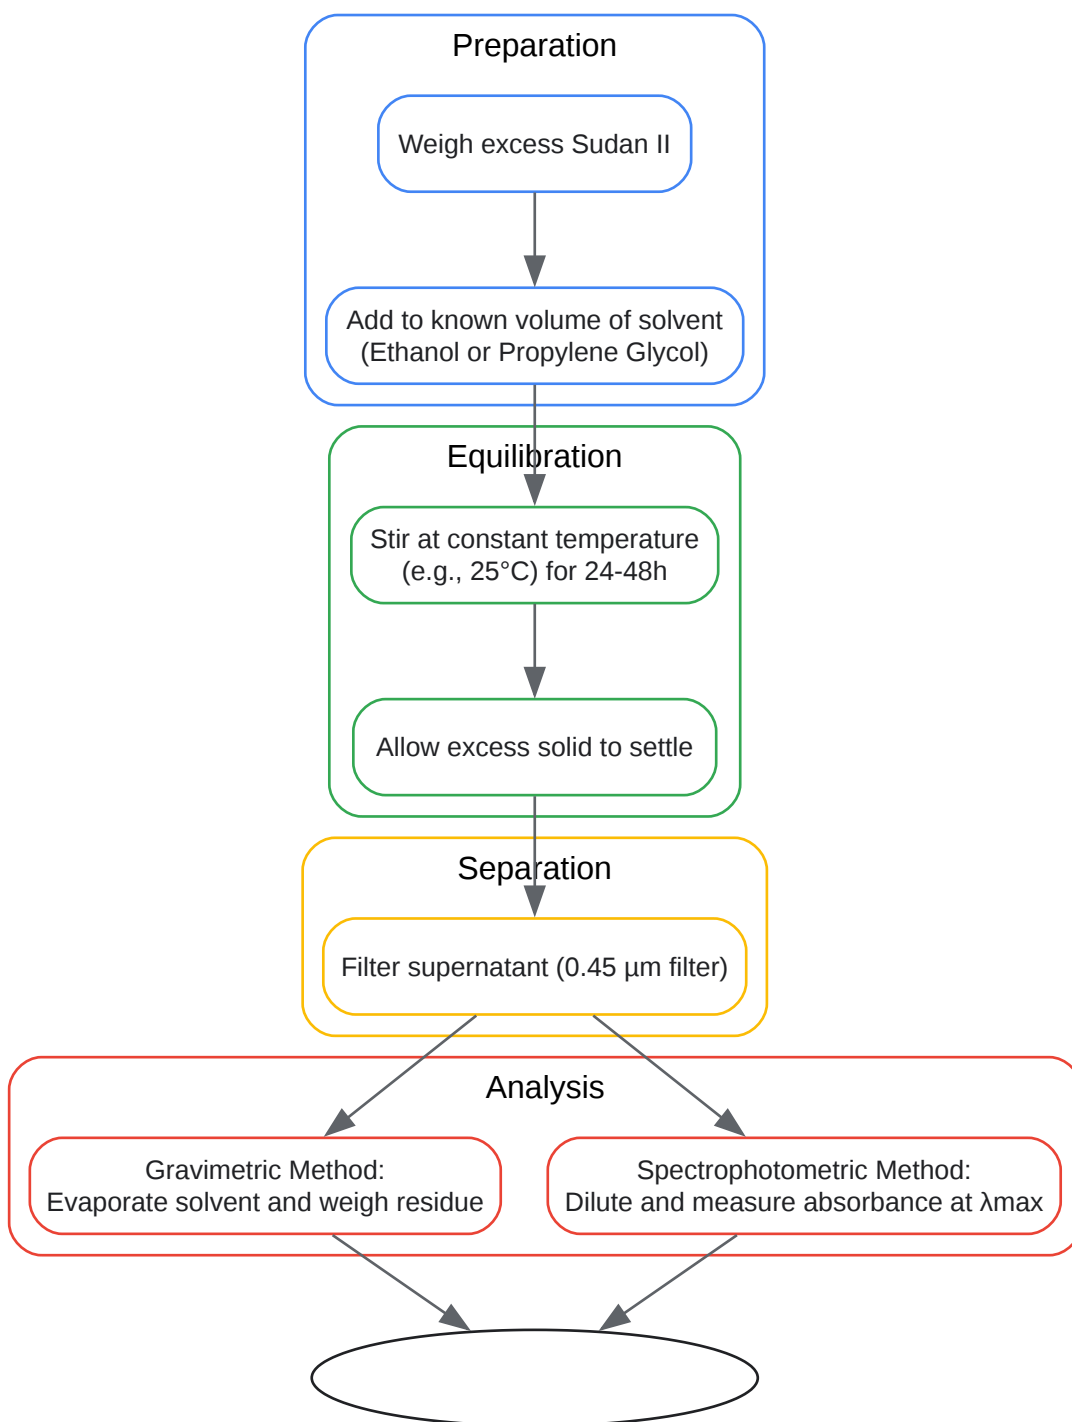 Preparation
Weigh excess Sudan II
Add to known volume of solvent
(Ethanol or Propylene Glycol)
Equilibration
Stir at constant temperature
(e.g., 25°C) for 24-48h
Allow excess solid to settle
Separation
Filter supernatant (0.45 µm filter)
Analysis
Gravimetric Method:
Evaporate solvent and weigh residue
Spectrophotometric Method:
Dilute and measure absorbance at λmax